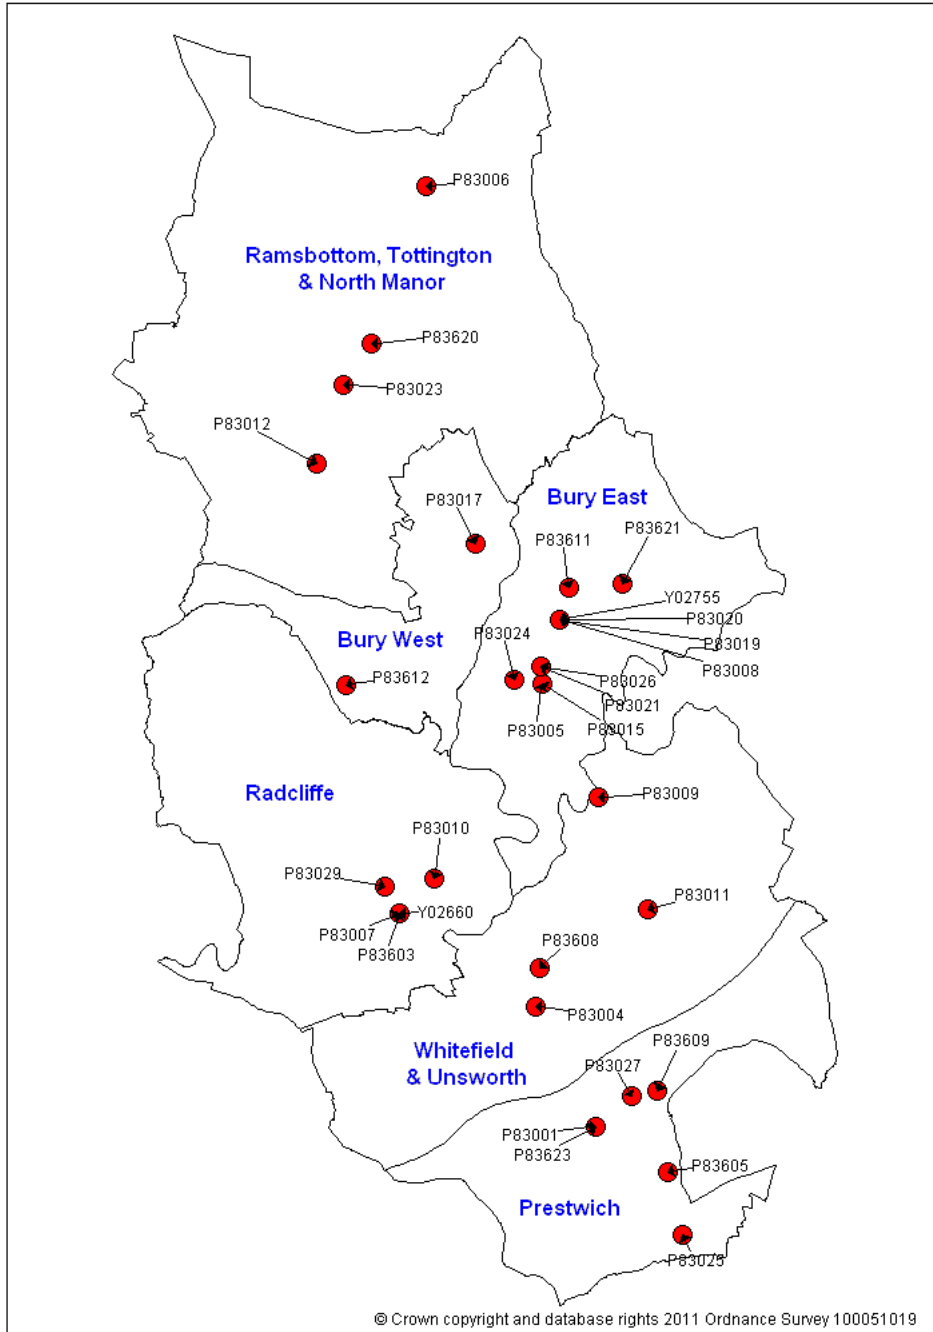 P83006
Ramsbottom, Tottington
& North Manor
P83620
P83023
P83012
P83017
Bury East
P83611
P83621
Y02755
P83020
P83019
P83008
P83024
Bury West
P83612
P83026
P83021
P83005
P83015
Radcliffe
P83009
P83010
P83029
P83011
Y02660
P83007
P83603
P83608
P83004
Whitefield
& Unsworth
P83609
P83027
P83001
P83623
P83605
Prestwich
P83025
© Crown copyright and database rights 2011 Ordnance Survey 100051019